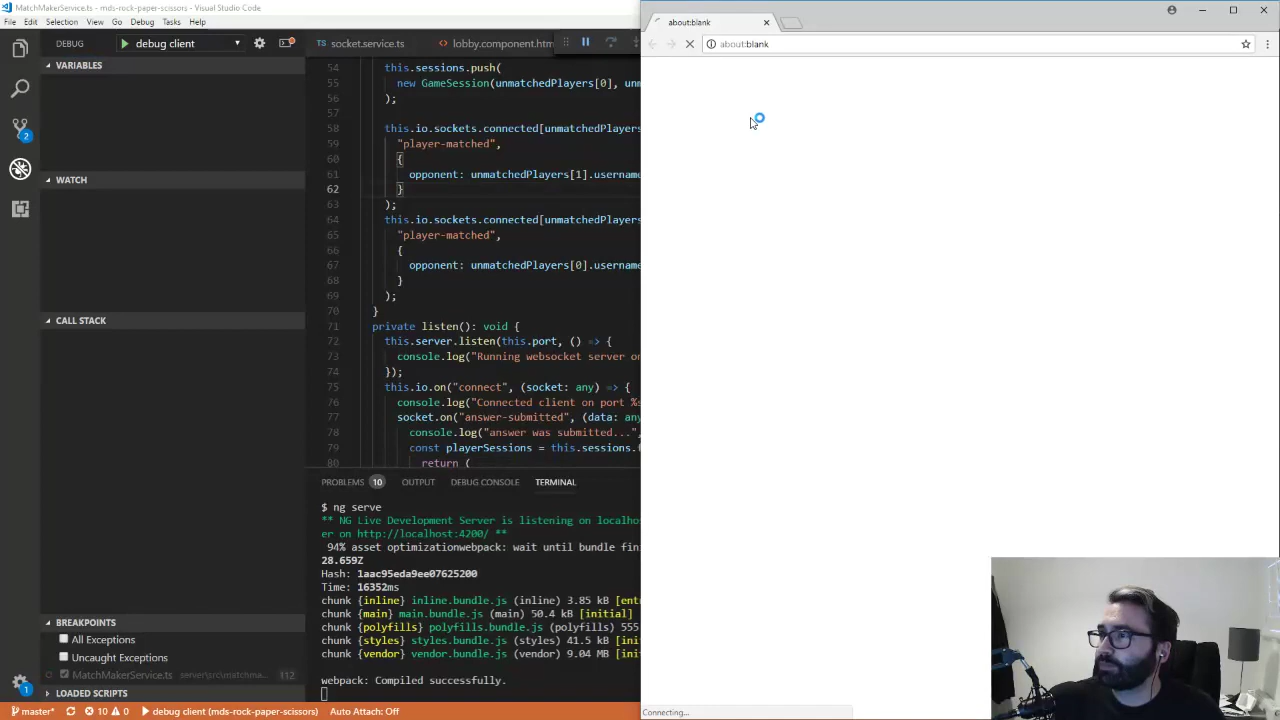 MatchMakerService.ts - mds-rock-paper-scissors - Visual Studio Code
File Edit Selection View Go Debug Tasks Help
DEBUG debug client
VARIABLES
WATCH
CALL STACK
BREAKPOINTS
All Exceptions
Uncaught Exceptions
MatchMakerService.ts server\src\matchma... 112
LOADED SCRIPTS
2
1
socket.service.ts lobby.component.htm
54 this.sessions.push(
55 new GameSession(unmatchedPlayers[0], unm
56 );
57
58 this.io.sockets.connected[unmatchedPlayers
59 "player-matched",
60 {
61 opponent: unmatchedPlayers[1].username
62 }
63 );
64 this.io.sockets.connected[unmatchedPlayers
65 "player-matched",
66 {
67 opponent: unmatchedPlayers[0].username
68 }
69 );
70 }
71 private listen(): void {
72 this.server.listen(this.port, () => {
73 console.log("Running websocket server on
74 });
75 this.io.on("connect", (socket: any) => {
76 console.log("Connected client on port %s
77 socket.on("answer-submitted", (data: any
78 console.log("answer was submitted...",
79 const playerSessions = this.sessions.f
80 return (
PROBLEMS 10 OUTPUT DEBUG CONSOLE TERMINAL
$ ng serve
** NG Live Development Server is listening on localhos
er on http://localhost:4200/ **
94% asset optimizationwebpack: wait until bundle fini
28.659Z
Hash: 1aac95eda9ee07625200
Time: 16352ms
chunk {inline} inline.bundle.js (inline) 3.85 kB [ent
chunk {main} main.bundle.js (main) 50.4 kB [initial]
chunk {polyfills} polyfills.bundle.js (polyfills) 555
chunk {styles} styles.bundle.js (styles) 41.5 kB [ini
chunk {vendor} vendor.bundle.js (vendor) 9.04 MB [ini
webpack: Compiled successfully.
master* 10 0 debug client (mds-rock-paper-scissors) Auto Attach: Off
about:blank
about:blank
Connecting...